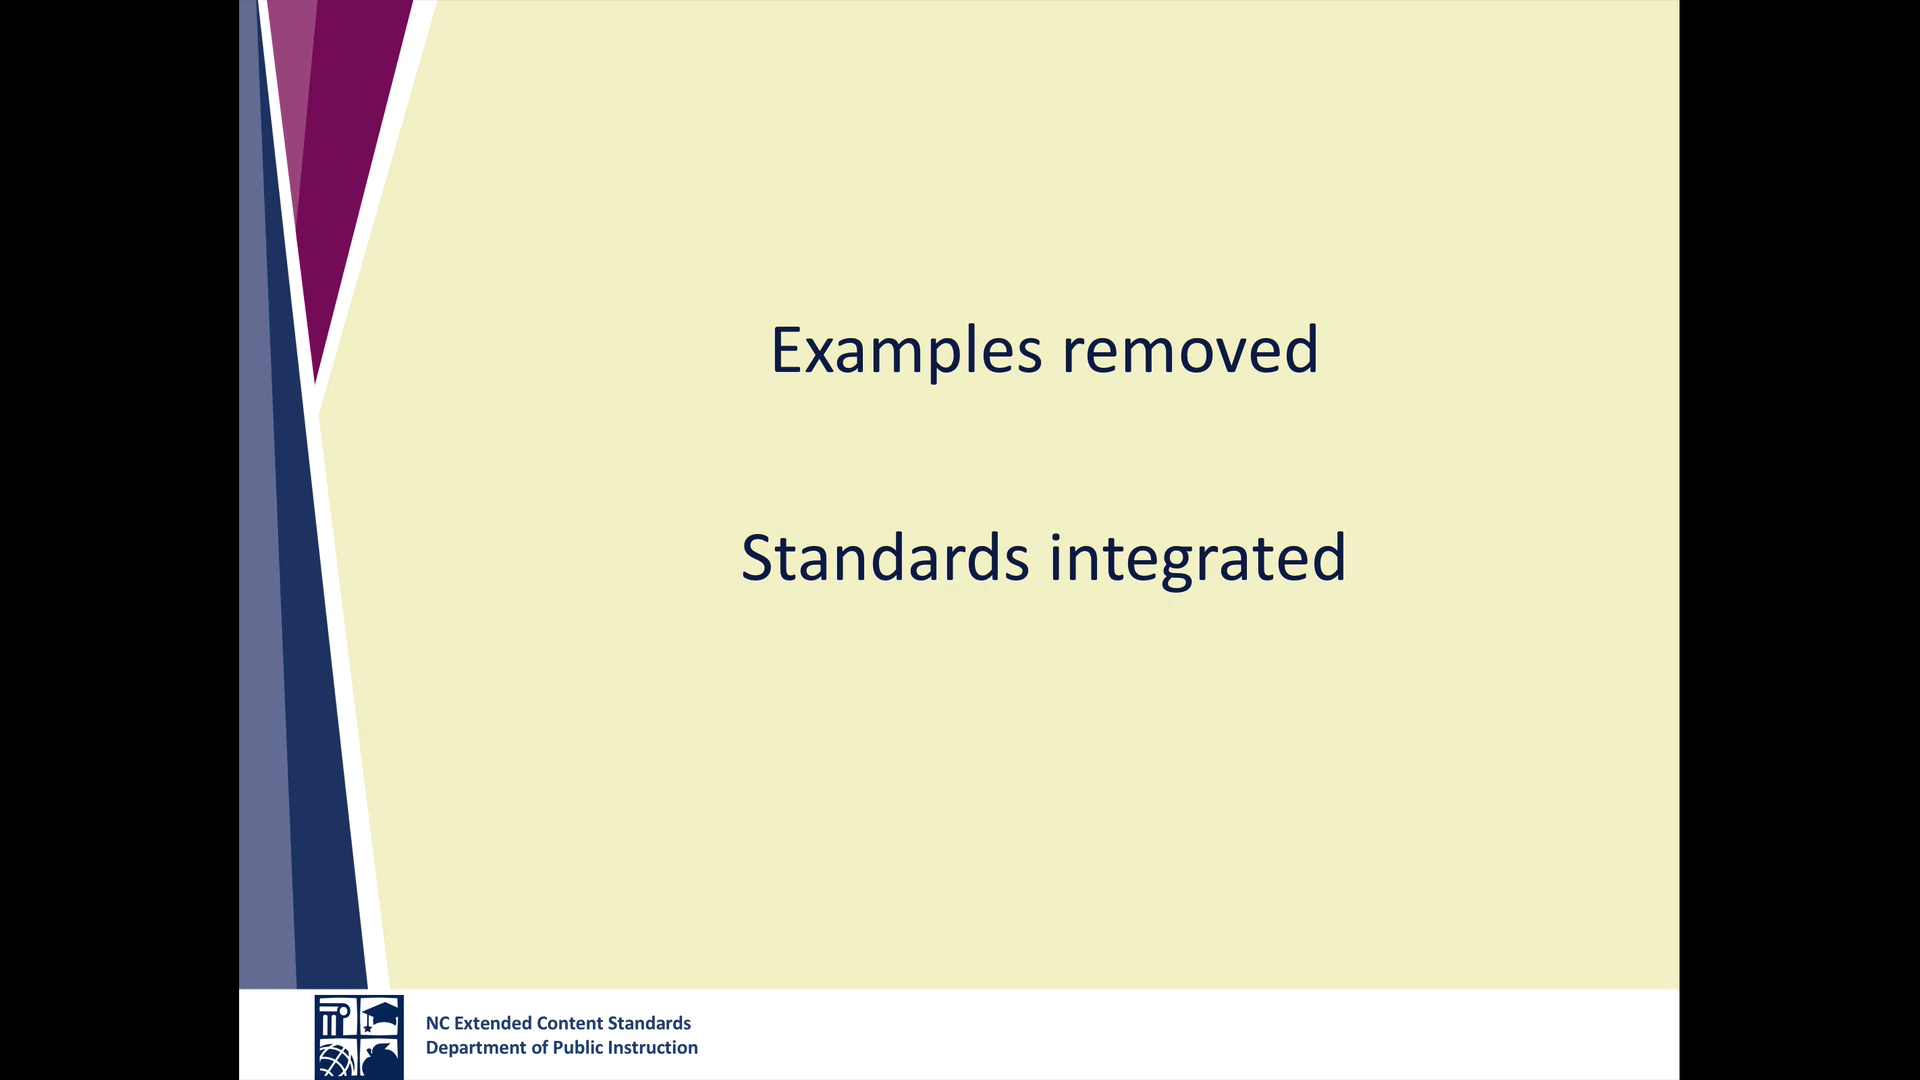 Examples removed
Standards integrated
NC Extended Content Standards
Department of Public Instruction